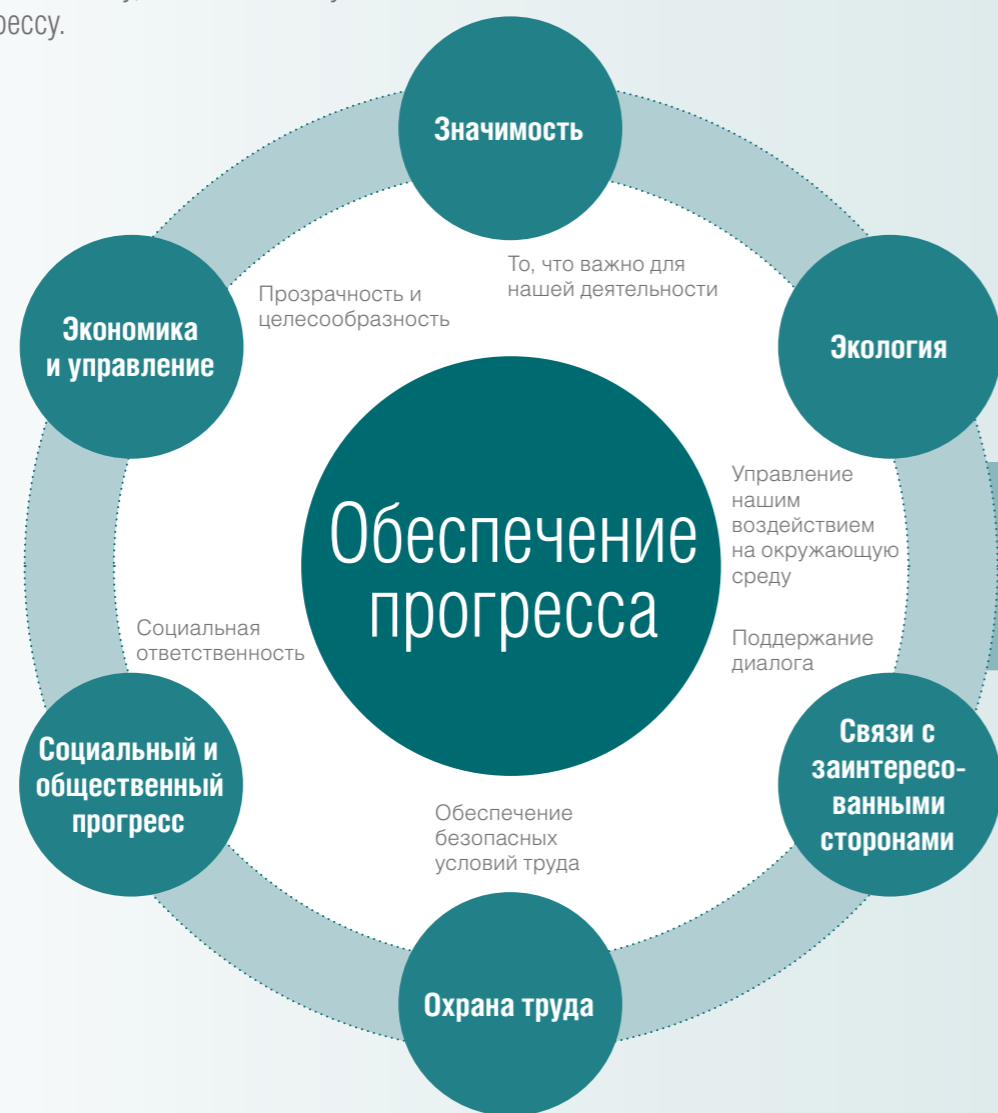 рессу.
Значимость
То, что важно для
нашей деятельности
Экология
Управление
нашим
воздействием
на окружающую
среду
Связи с
заинтересо-
ванными
сторонами
Поддержание
диалога
Охрана труда
Обеспечение
безопасных
условий труда
Социальный и
общественный
прогресс
Социальная
ответственность
Экономика
и управление
Прозрачность и
целесообразность
Обеспечение
прогресса